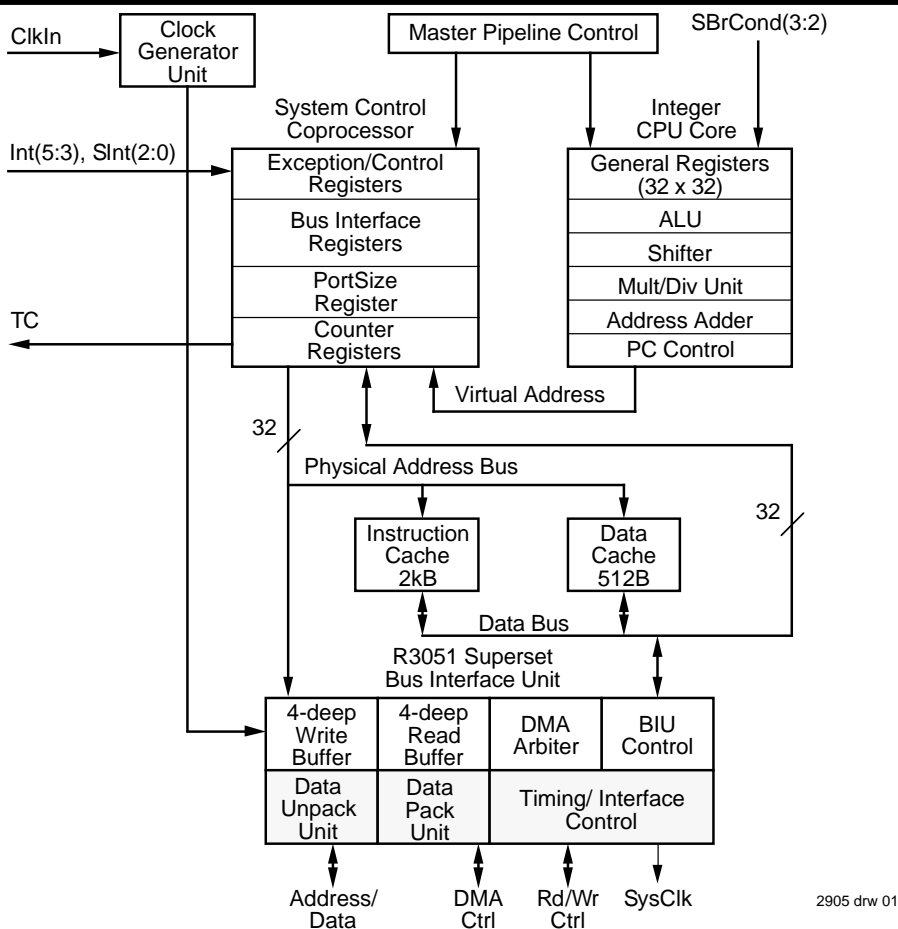 ClkIn
Clock
Generator
Unit
Master Pipeline Control
SBrCond(3:2)
System Control
Coprocessor
Integer
CPU Core
Int(5:3), SInt(2:0)
Exception/Control
Registers
Bus Interface
Registers
PortSize
Register
Counter
Registers
General Registers
(32 x 32)
ALU
Shifter
Mult/Div Unit
Address Adder
PC Control
TC
Virtual Address
32
Physical Address Bus
32
Instruction
Cache
2kB
Data
Cache
512B
Data Bus
R3051 Superset
Bus Interface Unit
4-deep
Write
Buffer
4-deep
Read
Buffer
DMA
Arbiter
BIU
Control
Data
Unpack
Unit
Data
Pack
Unit
Timing/ Interface
Control
Address/
Data
DMA
Ctrl
Rd/Wr
Ctrl
SysClk
2905 drw 01